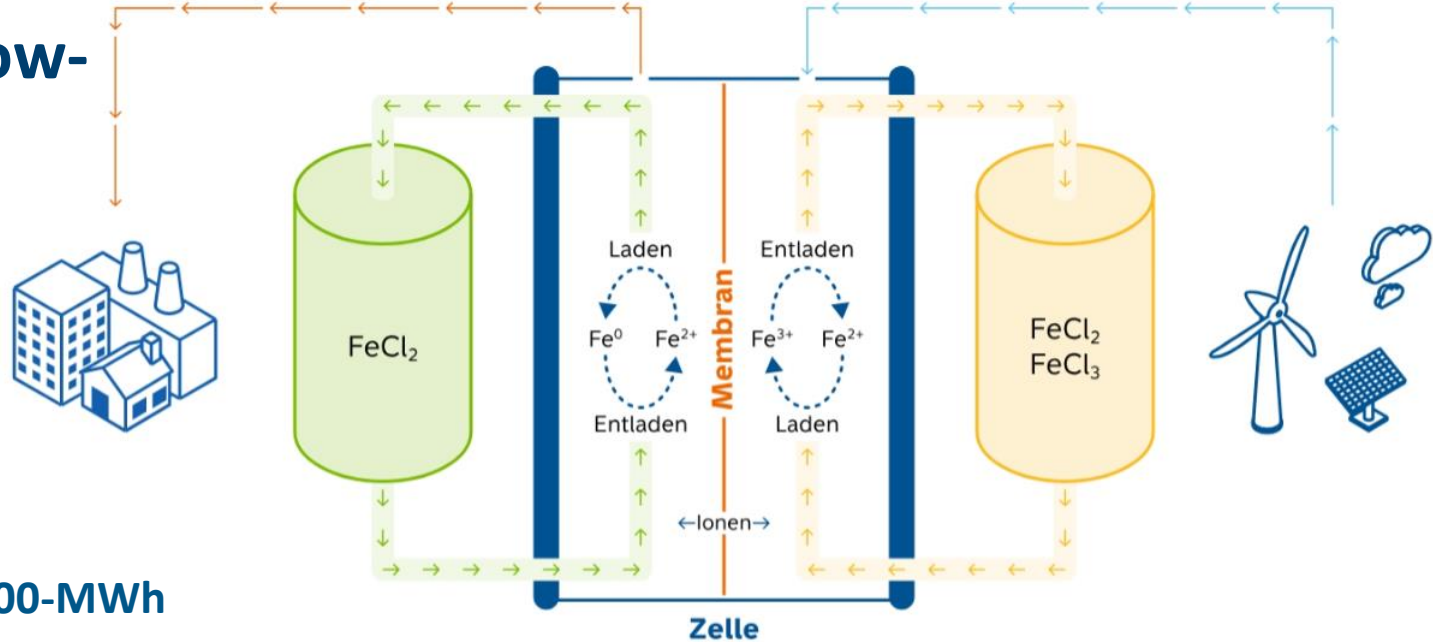 ow-
Laden
Fe⁰ Fe²⁺
Entladen
Membran
Entladen
Fe³⁺ Fe²⁺
Laden
FeCl₂
FeCl₂
FeCl₃
←Ionen→
00-MWh
Zelle